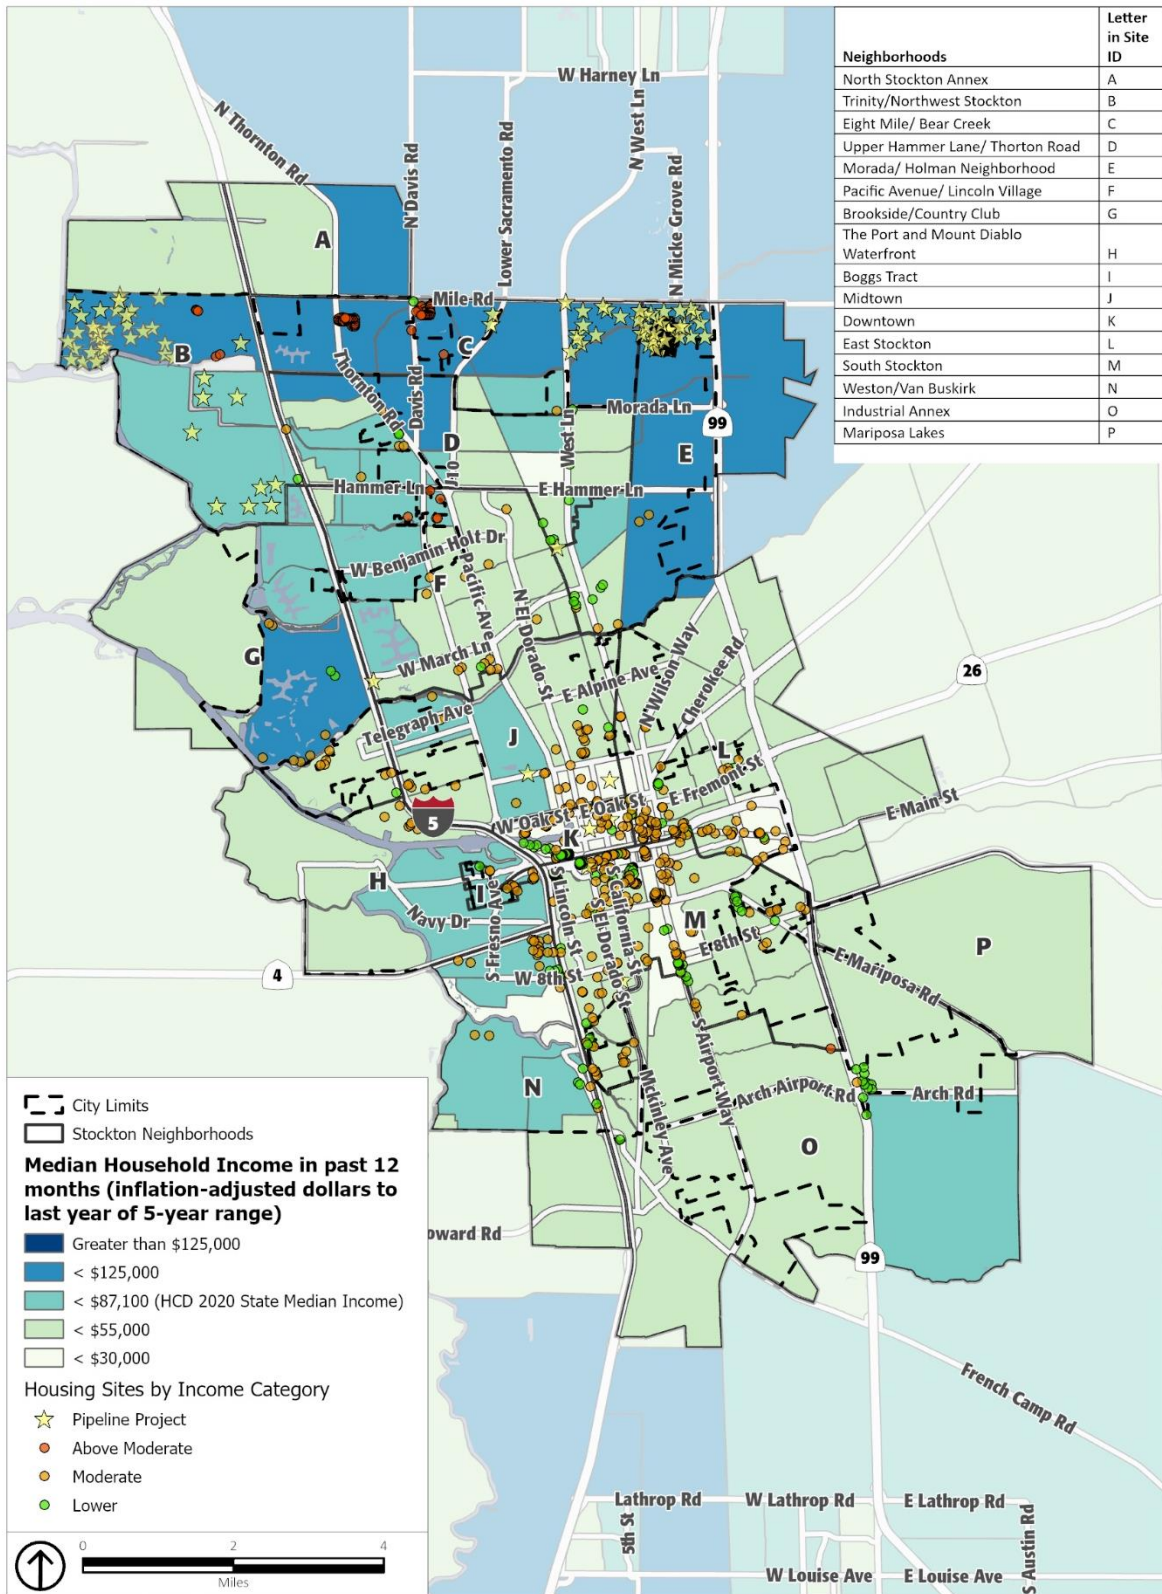 Neighborhoods
Letter
in Site
ID
North Stockton Annex A
Trinity/Northwest Stockton B
Eight Mile/ Bear Creek C
Upper Hammer Lane/ Thorton Road D
Morada/ Holman Neighborhood E
Pacific Avenue/ Lincoln Village F
Brookside/Country Club G
The Port and Mount Diablo
Waterfront H
Boggs Tract I
Midtown J
Downtown K
East Stockton L
South Stockton M
Weston/Van Buskirk N
Industrial Annex O
Mariposa Lakes P
W Harney Ln
N Thornton Rd
N Davis Rd
Lower Sacramento Rd
N West Ln
N Micke Grove Rd
A
Mile Rd
B
C
Thornton Rd
Davis Rd
West Ln
Morada Ln
99
D
E
J 10
Hammer Ln
E Hammer Ln
W Benjamin Holt Dr
F
Pacific Ave
N El Dorado St
G
W March Ln
E Alpine Ave
N Wilson Way
Cherokee Rd
26
Telegraph Ave
J
L
E Fremont St
5
W Oak St
E Oak St
E Main St
K
H
I
Navy Dr
S Fresno Ave
S Lincoln St
S California St
S El Dorado St
M
E 8th St
P
4
W 8th St
E Mariposa Rd
N
Mckinley Ave
S Airport Way
Arch Airport Rd
Arch Rd
O
oward Rd
99
French Camp Rd
Lathrop Rd
W Lathrop Rd
E Lathrop Rd
5th St
S Austin Rd
W Louise Ave
E Louise Ave
City Limits
Stockton Neighborhoods
Median Household Income in past 12
months (inflation-adjusted dollars to
last year of 5-year range)
Greater than $125,000
< $125,000
< $87,100 (HCD 2020 State Median Income)
< $55,000
< $30,000
Housing Sites by Income Category
Pipeline Project
Above Moderate
Moderate
Lower
0 2 4
Miles